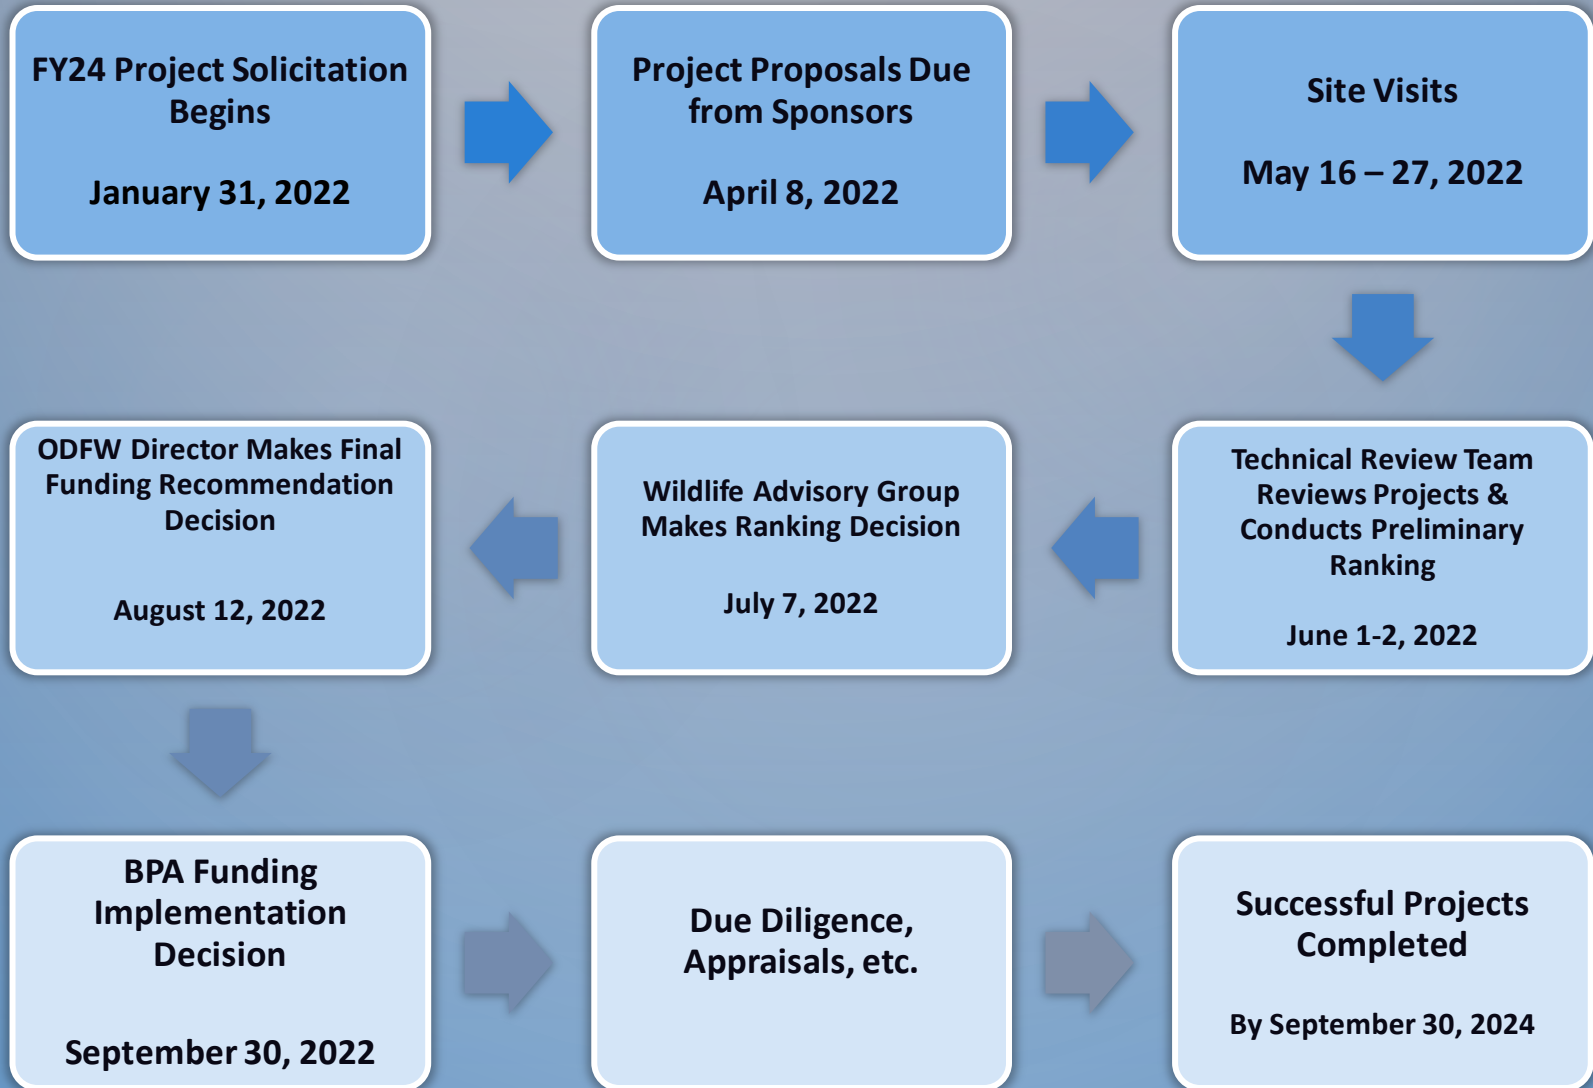 FY24 Project Solicitation
Begins
January 31, 2022
Project Proposals Due
from Sponsors
April 8, 2022
Site Visits
May 16 – 27, 2022
Technical Review Team
Reviews Projects &
Conducts Preliminary
Ranking
June 1-2, 2022
Wildlife Advisory Group
Makes Ranking Decision
July 7, 2022
ODFW Director Makes Final
Funding Recommendation
Decision
August 12, 2022
BPA Funding
Implementation
Decision
September 30, 2022
Due Diligence,
Appraisals, etc.
Successful Projects
Completed
By September 30, 2024